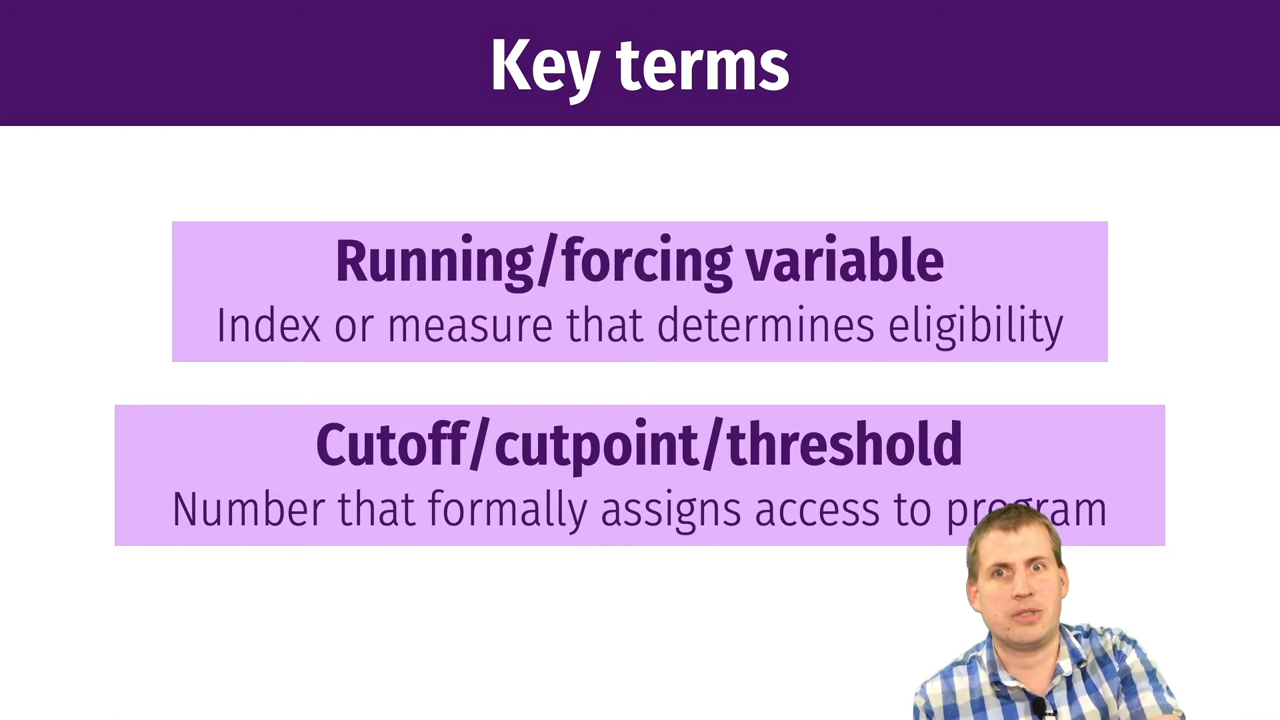 Key terms
Running/forcing variable
Index or measure that determines eligibility
Cutoff/cutpoint/threshold
Number that formally assigns access to program